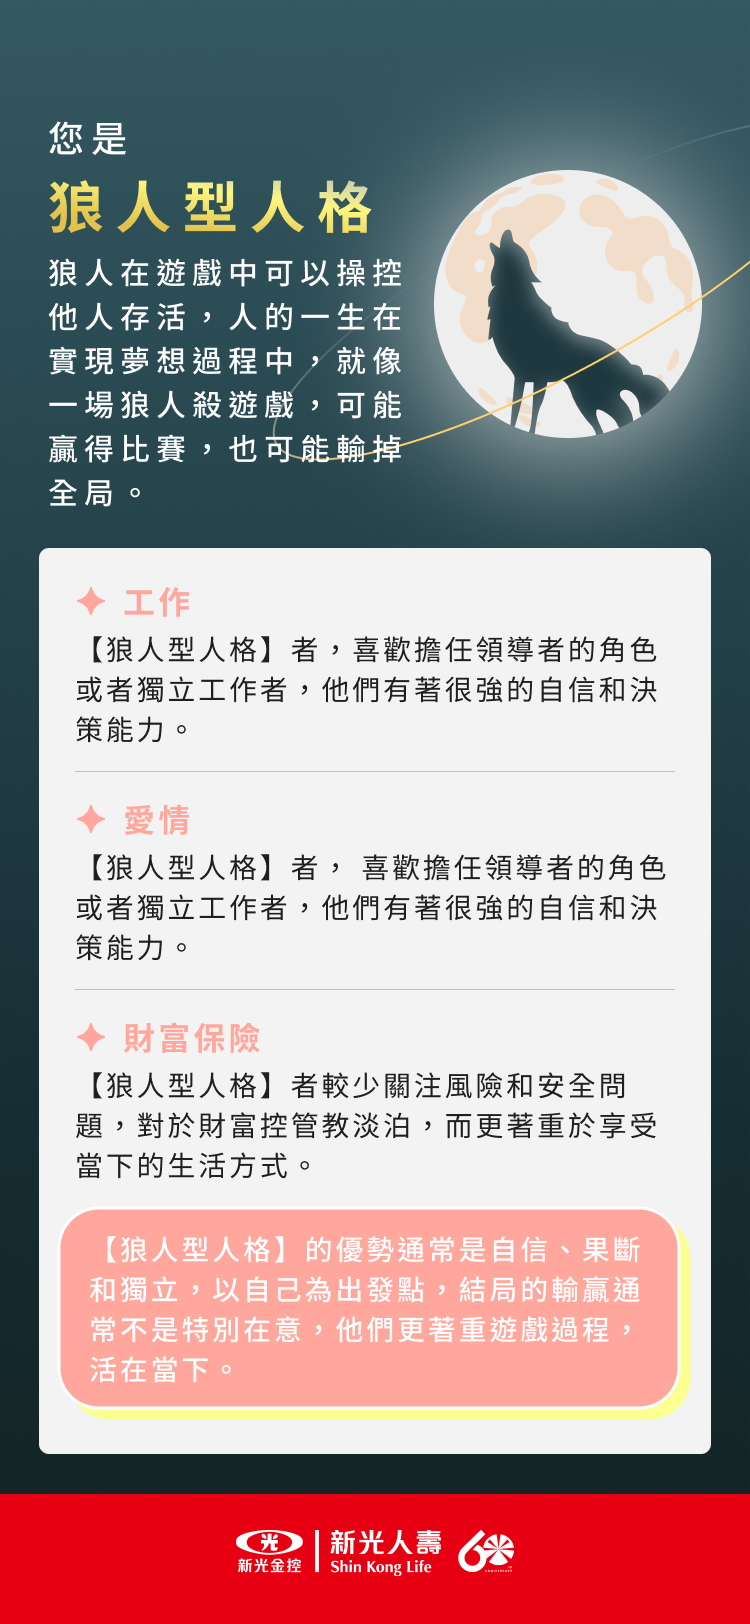 您是
狼人型人格
狼人在遊戲中可以操控
他人存活，人的一生在
實現夢想過程中，就像
一場狼人殺遊戲，可能
贏得比賽，也可能輸掉
全局。
工作
【狼人型人格】者，喜歡擔任領導者的角色
或者獨立工作者，他們有著很強的自信和決
策能力。
愛情
【狼人型人格】者， 喜歡擔任領導者的角色
或者獨立工作者，他們有著很強的自信和決
策能力。
財富保險
【狼人型人格】者較少關注風險和安全問
題，對於財富控管教淡泊，而更著重於享受
當下的生活方式。
【狼人型人格】的優勢通常是自信、果斷
和獨立，以自己為出發點，結局的輸贏通
常不是特別在意，他們更著重遊戲過程，
活在當下。
光
新光金控
新光人壽
Shin Kong Life
60
ANNIVERSARY